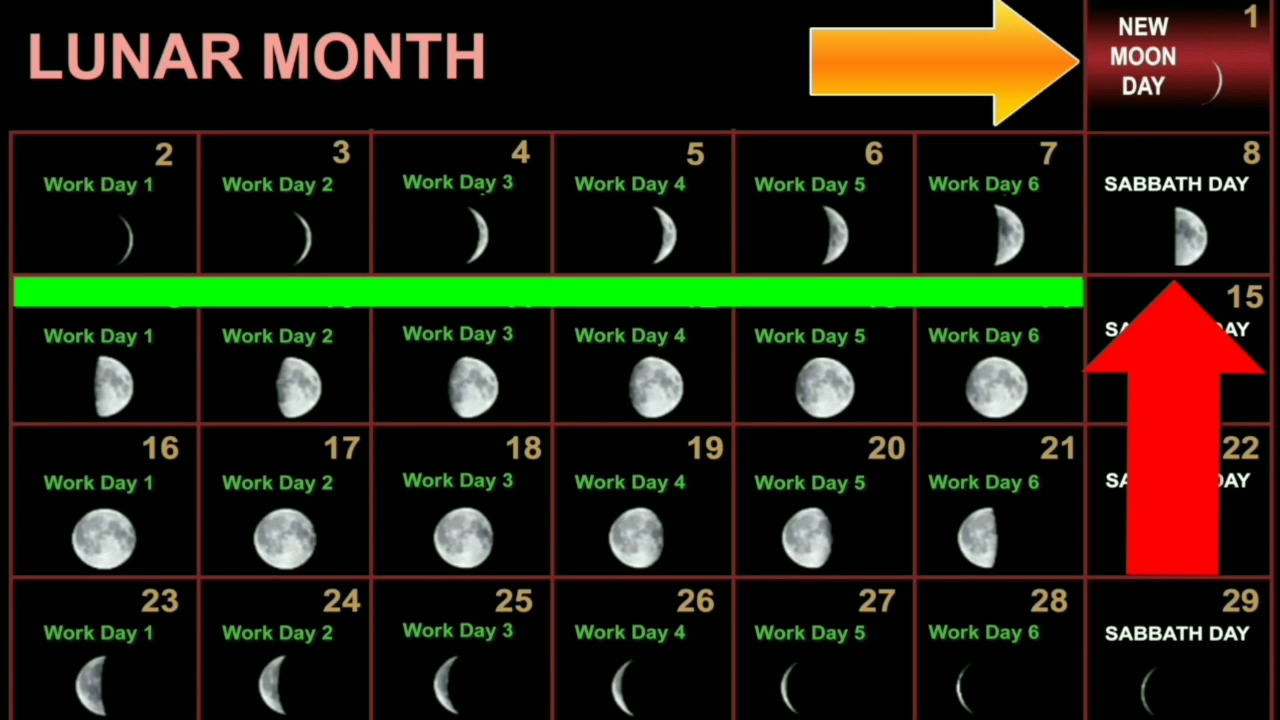 LUNAR MONTH
1
NEW
MOON
DAY
2 3 4 5 6 7 8
Work Day 1 Work Day 2 Work Day 3 Work Day 4 Work Day 5 Work Day 6 SABBATH DAY
15
Work Day 1 Work Day 2 Work Day 3 Work Day 4 Work Day 5 Work Day 6
16 17 18 19 20 21 22
Work Day 1 Work Day 2 Work Day 3 Work Day 4 Work Day 5 Work Day 6
23 24 25 26 27 28 29
Work Day 1 Work Day 2 Work Day 3 Work Day 4 Work Day 5 Work Day 6 SABBATH DAY